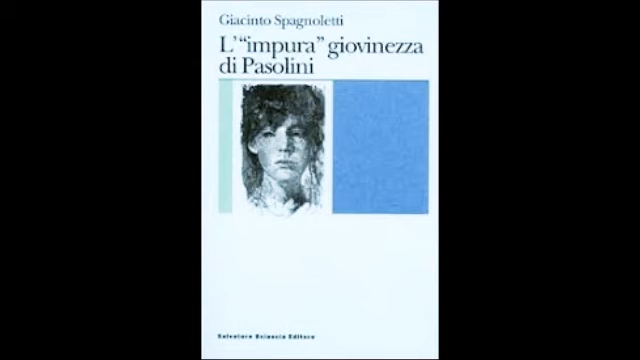 Giacinto Spagnoletti
L'“impura” giovinezza
di Pasolini
Salvatore Sciascia Editore